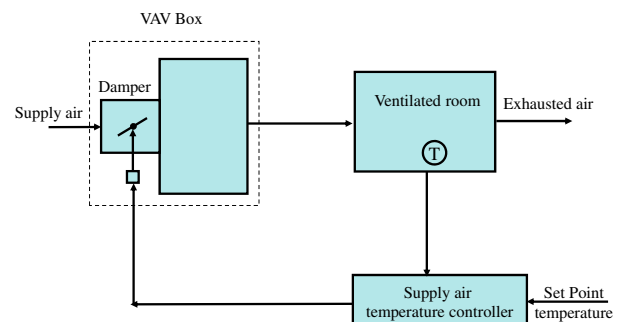 VAV Box
Damper
Supply air
Ventilated room
Exhausted air
T
Supply air
temperature controller
Set Point
temperature